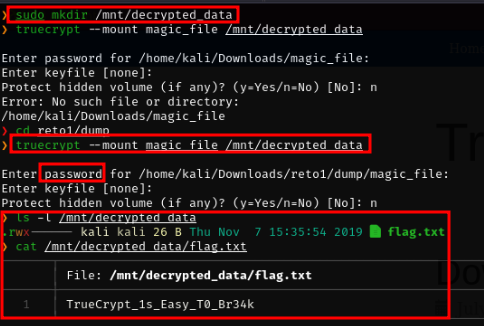 ❯ sudo mkdir /mnt/decrypted_data
❯ truecrypt --mount magic_file /mnt/decrypted_data
Enter password for /home/kali/Downloads/magic_file:
Enter keyfile [none]:
Protect hidden volume (if any)? (y=Yes/n=No) [No]: n
Error: No such file or directory:
/home/kali/Downloads/magic_file
❯ cd reto1/dump
❯ truecrypt --mount magic_file /mnt/decrypted_data
Enter password for /home/kali/Downloads/reto1/dump/magic_file:
Enter keyfile [none]:
Protect hidden volume (if any)? (y=Yes/n=No) [No]: n
❯ ls -l /mnt/decrypted_data
.rwx------ kali kali 26 B Thu Nov  7 15:35:54 2019 flag.txt
❯ cat /mnt/decrypted_data/flag.txt
File: /mnt/decrypted_data/flag.txt
1 TrueCrypt_1s_Easy_T0_Br34k